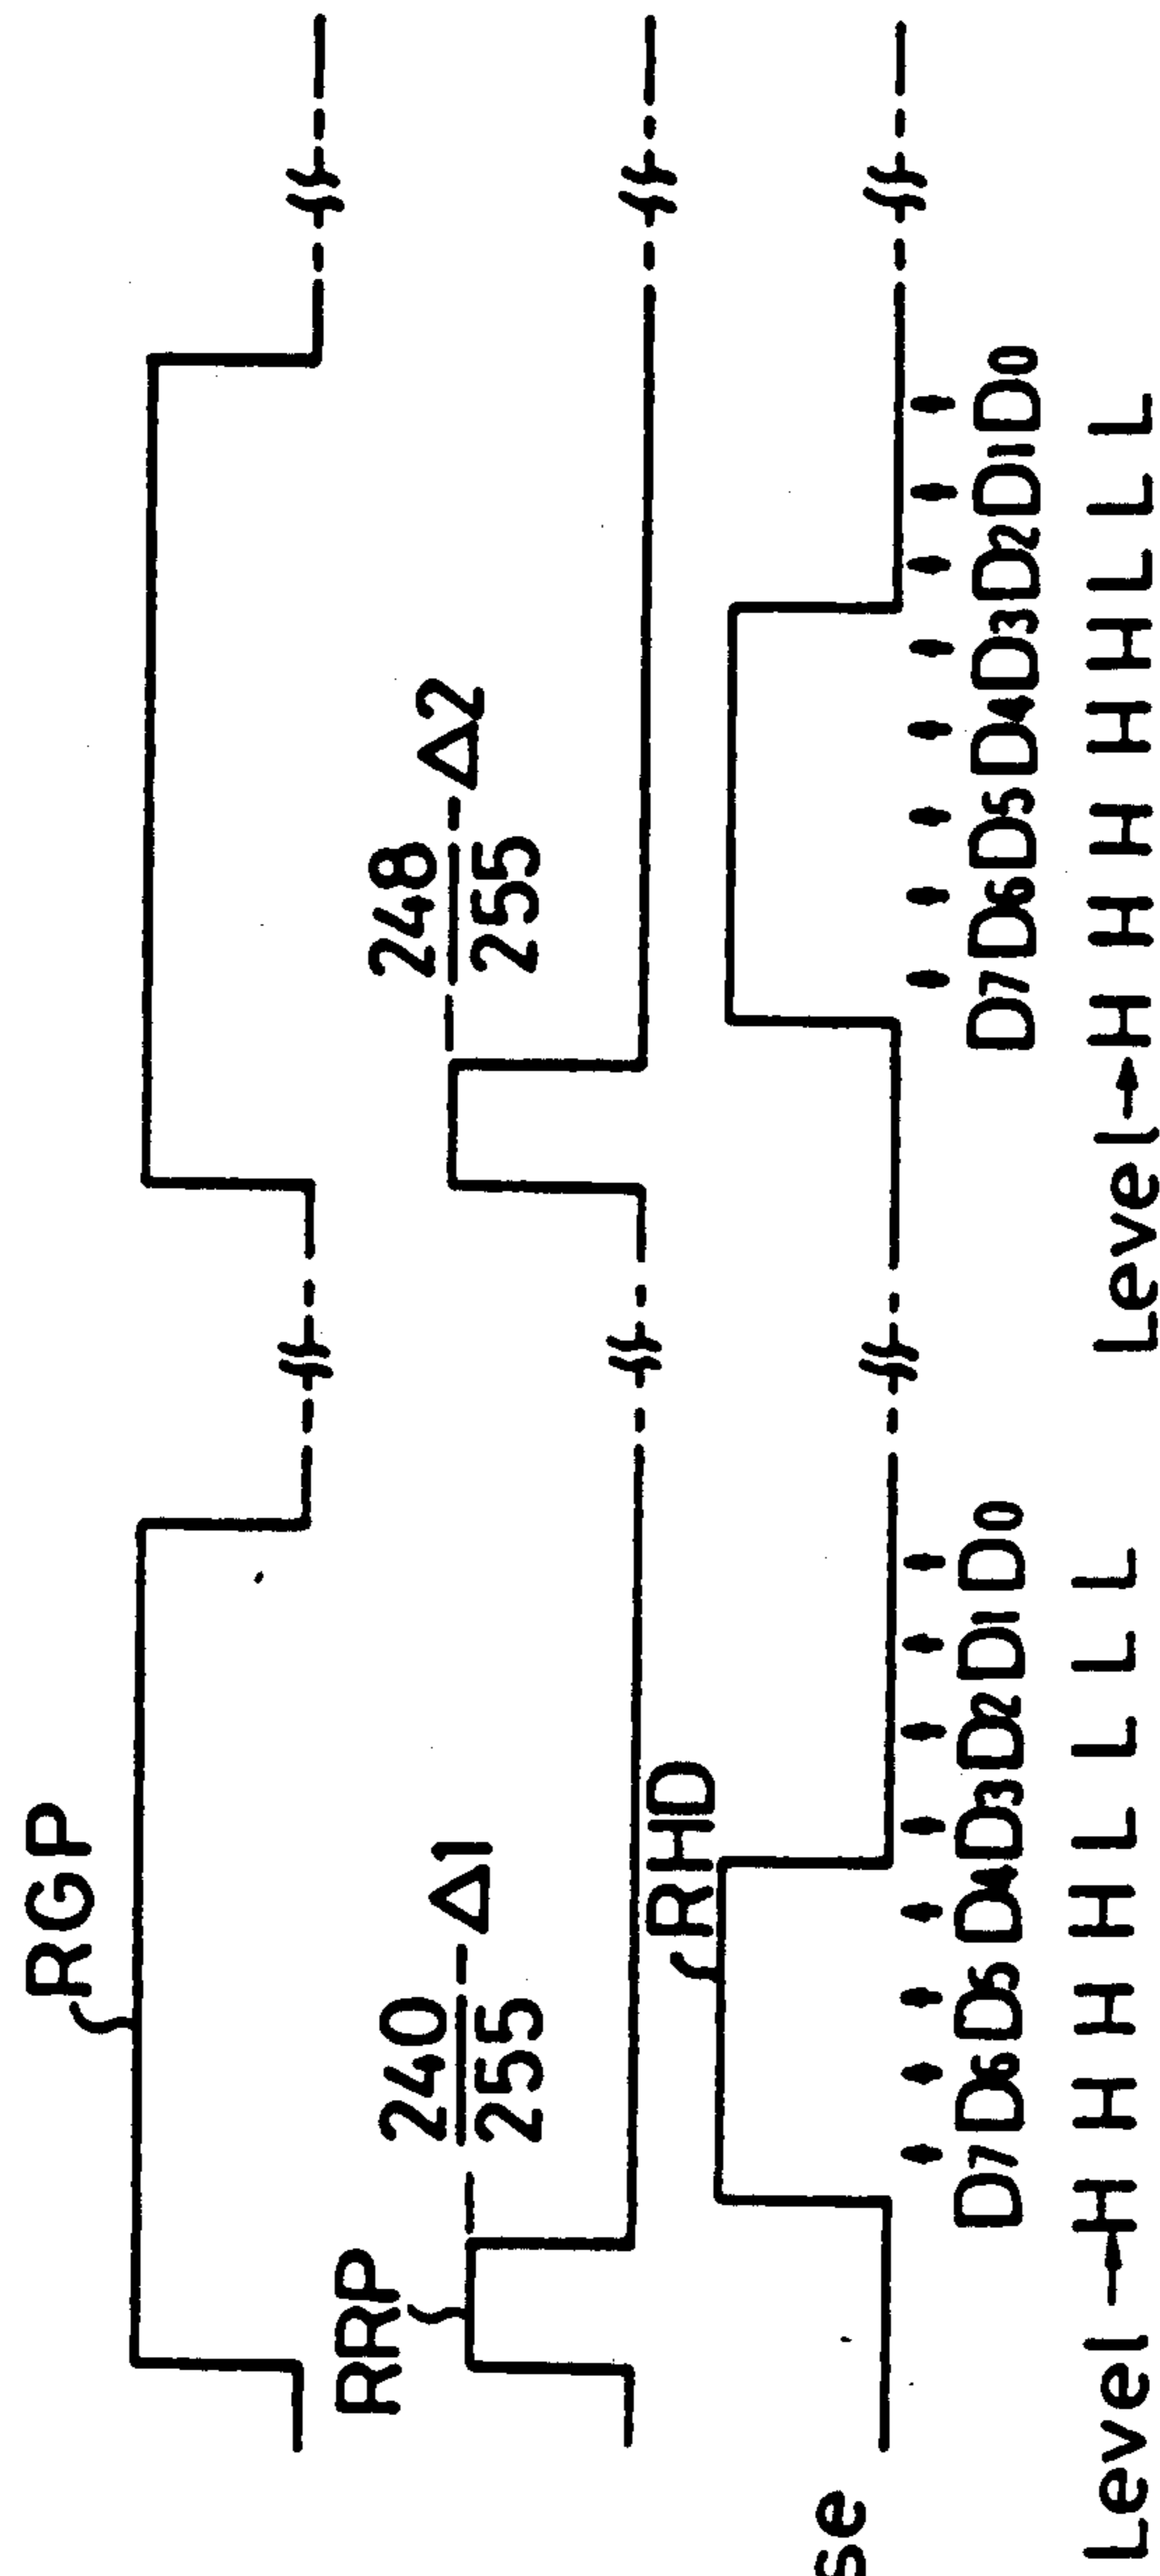 RGP
RRP
240
255
Δ1
248
255
Δ2
RHD
se
D7 D6 D5 D4 D3 D2 D1 D0
D7 D6 D5 D4 D3 D2 D1 D0
Level → H H H H L L L L
Level → H H H H H L L L